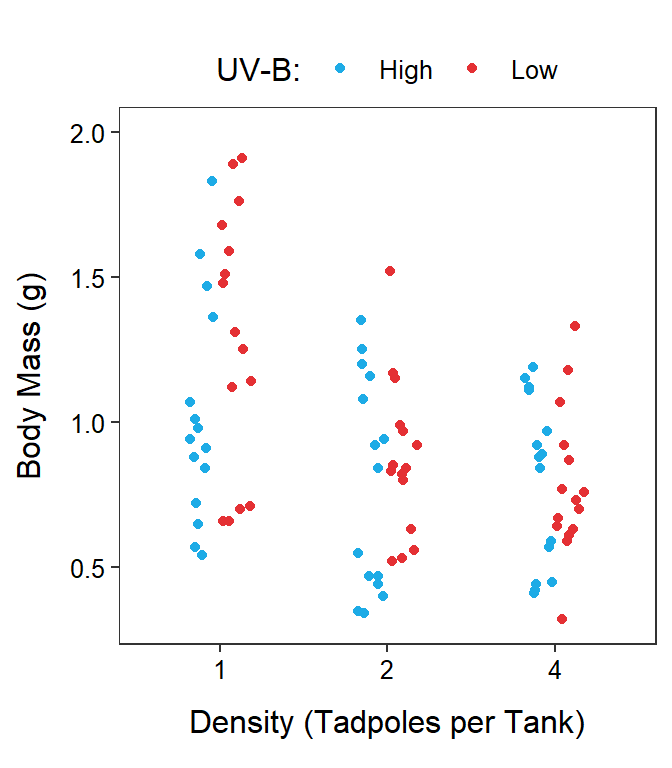 UV-B: High Low
2.0
1.5
1.0
0.5
Body Mass (g)
1 2 4
Density (Tadpoles per Tank)